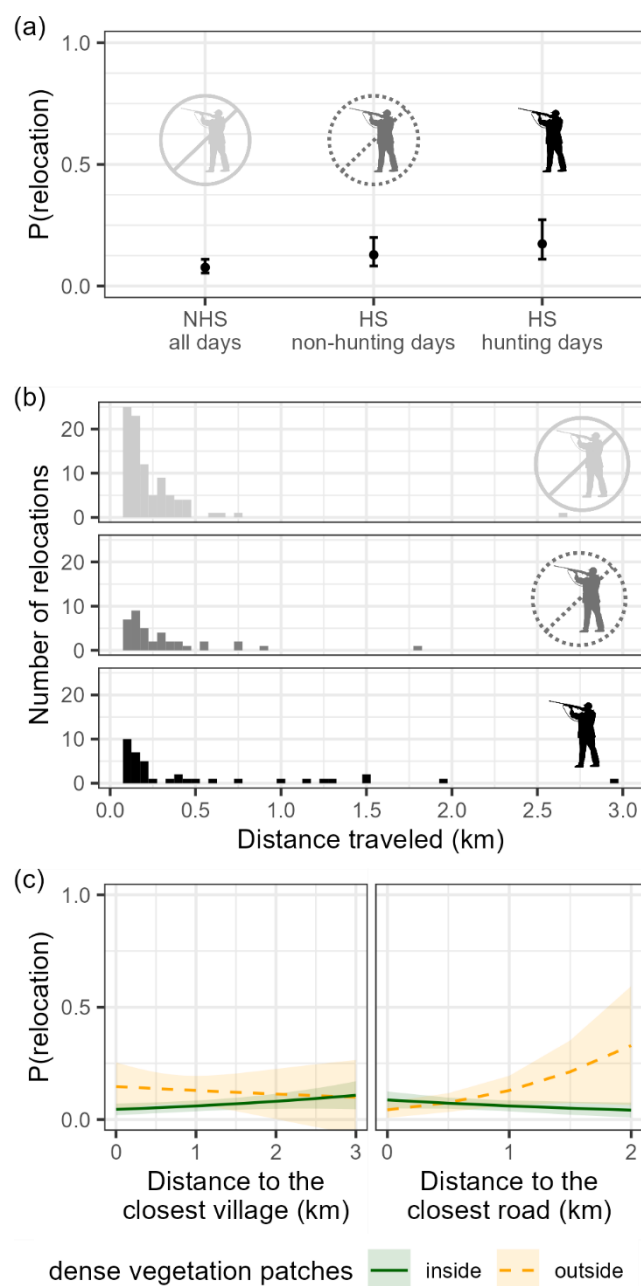 (a)
1.0
0.5
0.0
P(relocation)
NHS
all days
HS
non-hunting days
HS
hunting days
(b)
20
10
0
20
10
0
20
10
0
Number of relocations
0.0 0.5 1.0 1.5 2.0 2.5 3.0
Distance traveled (km)
(c)
1.0
0.5
0.0
P(relocation)
0 1 2 3
Distance to the
closest village (km)
0 1 2
Distance to the
closest road (km)
dense vegetation patches inside outside